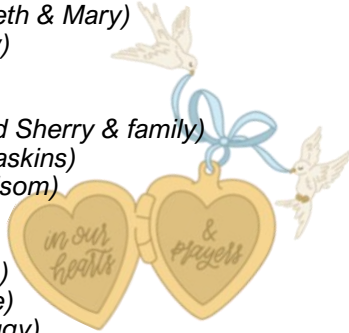 eth & Mary)
)
d Sherry & family)
askins)
som)
in our
hearts
&
prayers
)
e)
gy)